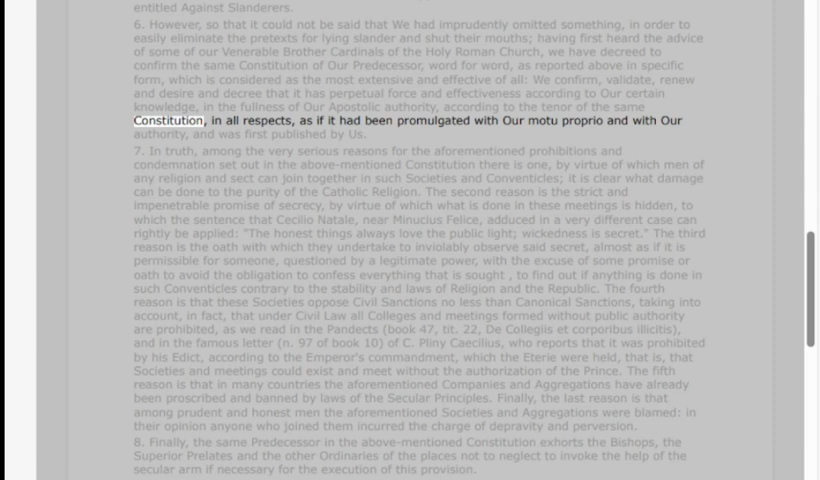 entitled Against Slanderers.
6. However, so that it could not be said that We had imprudently omitted something, in order to
easily eliminate the pretexts for lying slander and shut their mouths; having first heard the advice
of some of our Venerable Brother Cardinals of the Holy Roman Church, we have decreed to
confirm the same Constitution of Our Predecessor, word for word, as reported above in specific
form, which is considered as the most extensive and effective of all: We confirm, validate, renew
and desire and decree that it has perpetual force and effectiveness according to Our certain
knowledge, in the fullness of Our Apostolic authority, according to the tenor of the same
Constitution, in all respects, as if it had been promulgated with Our motu proprio and with Our
authority, and was first published by Us.
7. In truth, among the very serious reasons for the aforementioned prohibitions and
condemnation set out in the above-mentioned Constitution there is one, by virtue of which men of
any religion and sect can join together in such Societies and Conventicles; it is clear what damage
can be done to the purity of the Catholic Religion. The second reason is the strict and
impenetrable promise of secrecy, by virtue of which what is done in these meetings is hidden, to
which the sentence that Cecilio Natale, near Minucius Felice, adduced in a very different case can
rightly be applied: "The honest things always love the public light; wickedness is secret." The third
reason is the oath with which they undertake to inviolably observe said secret, almost as if it is
permissible for someone, questioned by a legitimate power, with the excuse of some promise or
oath to avoid the obligation to confess everything that is sought , to find out if anything is done in
such Conventicles contrary to the stability and laws of Religion and the Republic. The fourth
reason is that these Societies oppose Civil Sanctions no less than Canonical Sanctions, taking into
account, in fact, that under Civil Law all Colleges and meetings formed without public authority
are prohibited, as we read in the Pandects (book 47, tit. 22, De Collegiis et corporibus illicitis),
and in the famous letter (n. 97 of book 10) of C. Pliny Caecilius, who reports that it was prohibited
by his Edict, according to the Emperor's commandment, which the Eterie were held, that is, that
Societies and meetings could exist and meet without the authorization of the Prince. The fifth
reason is that in many countries the aforementioned Companies and Aggregations have already
been proscribed and banned by laws of the Secular Principles. Finally, the last reason is that
among prudent and honest men the aforementioned Societies and Aggregations were blamed: in
their opinion anyone who joined them incurred the charge of depravity and perversion.
8. Finally, the same Predecessor in the above-mentioned Constitution exhorts the Bishops, the
Superior Prelates and the other Ordinaries of the places not to neglect to invoke the help of the
secular arm if necessary for the execution of this provision.